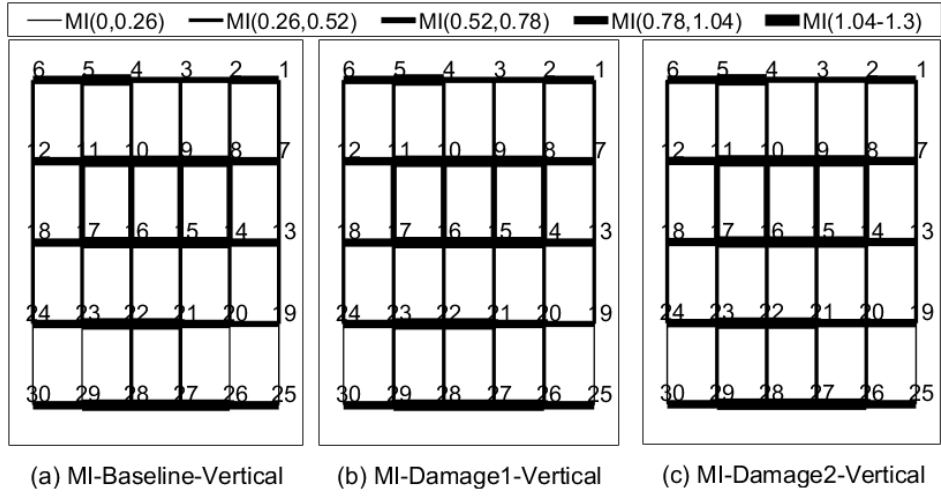 MI(0,0.26) MI(0.26,0.52) MI(0.52,0.78) MI(0.78,1.04) MI(1.04-1.3)
6 5 4 3 2 1 6 5 4 3 2 1 6 5 4 3 2 1
12 11 10 9 8 7 12 11 10 9 8 7 12 11 10 9 8 7
18 17 16 15 14 13 18 17 16 15 14 13 18 17 16 15 14 13
24 23 22 21 20 19 24 23 22 21 20 19 24 23 22 21 20 19
30 29 28 27 26 25 30 29 28 27 26 25 30 29 28 27 26 25
(a) MI-Baseline-Vertical (b) MI-Damage1-Vertical (c) MI-Damage2-Vertical